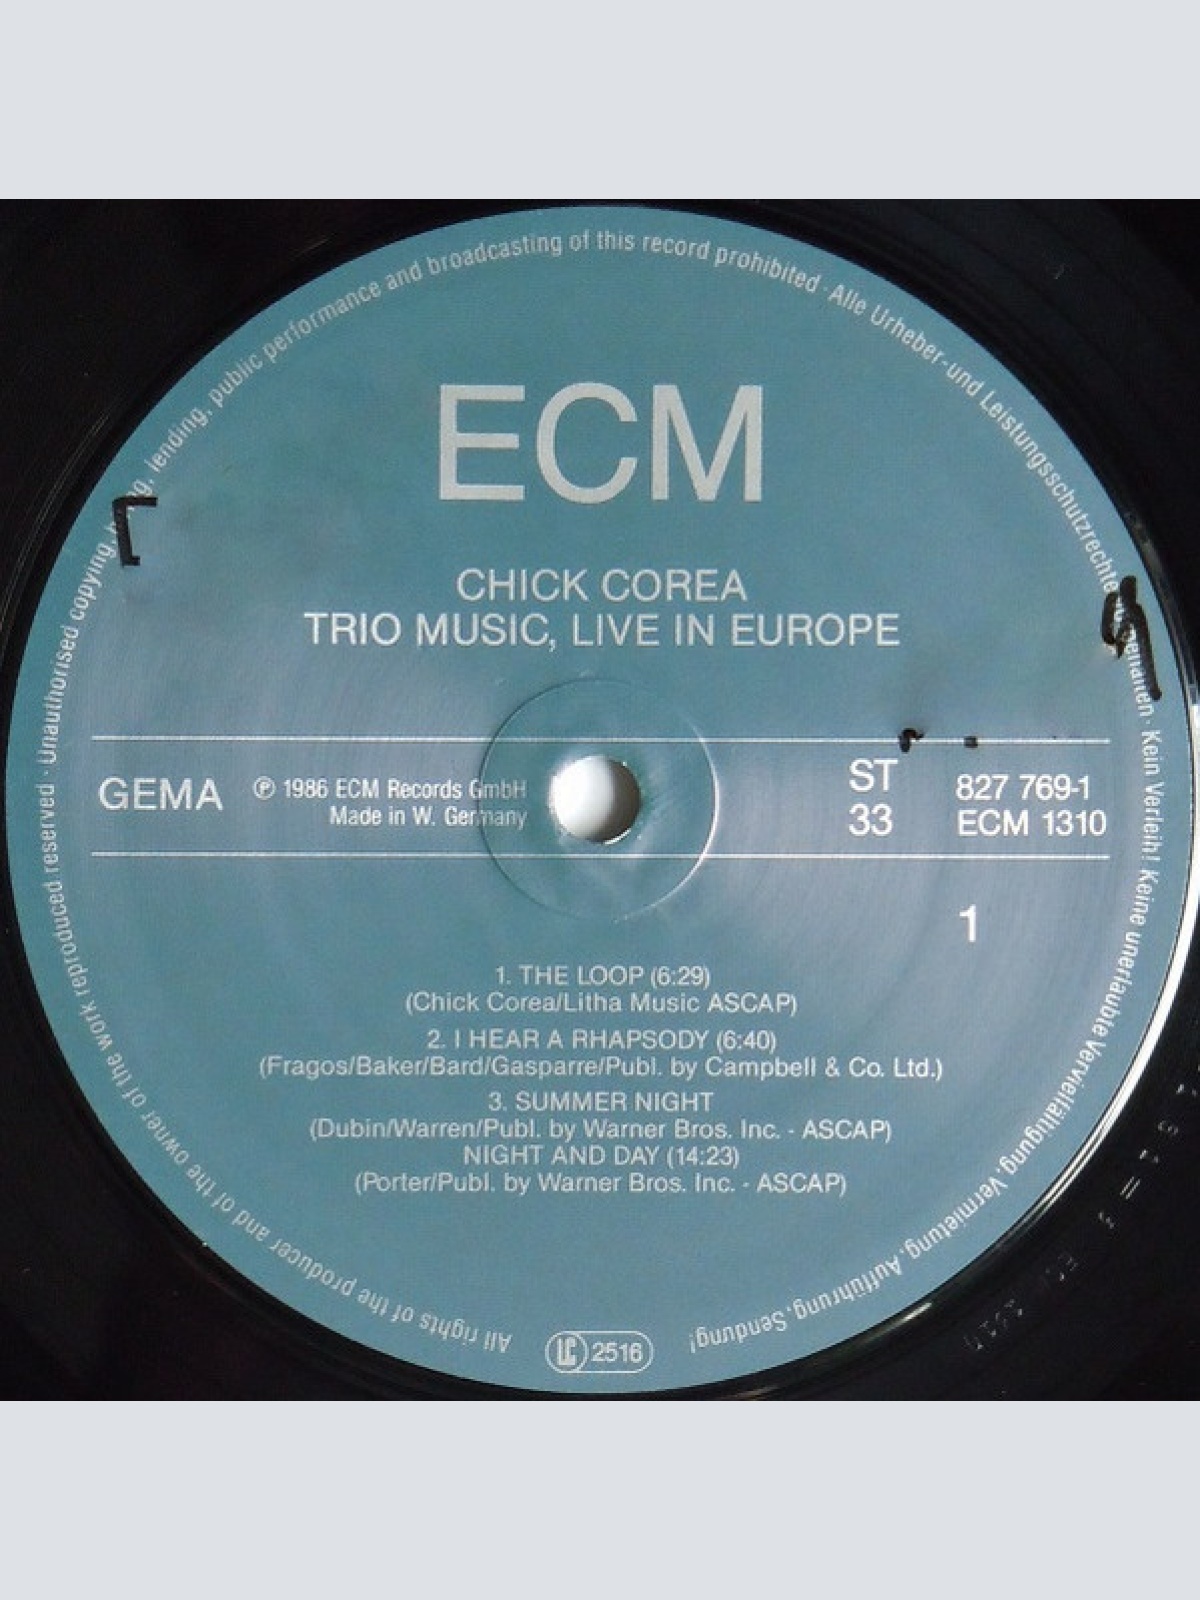 All rights of the producer and of the owner of the work reproduced reserved · Unauthorised copying, lending, public performance and broadcasting of this record prohibited · Alle Urheber-und Leistungsschutzrechte · Kein Verleih! Keine unerlaubte Vervielfältigung, Vermietung, Aufführung, Sendung!
ECM
CHICK COREA
TRIO MUSIC, LIVE IN EUROPE
GEMA
℗ 1986 ECM Records GmbH
Made in W. Germany
ST
33
827 769-1
ECM 1310
1
1. THE LOOP (6:29)
(Chick Corea/Litha Music ASCAP)
2. I HEAR A RHAPSODY (6:40)
(Fragos/Baker/Bard/Gasparre/Publ. by Campbell & Co. Ltd.)
3. SUMMER NIGHT
(Dubin/Warren/Publ. by Warner Bros. Inc. - ASCAP)
NIGHT AND DAY (14:23)
(Porter/Publ. by Warner Bros. Inc. - ASCAP)
LC 2516